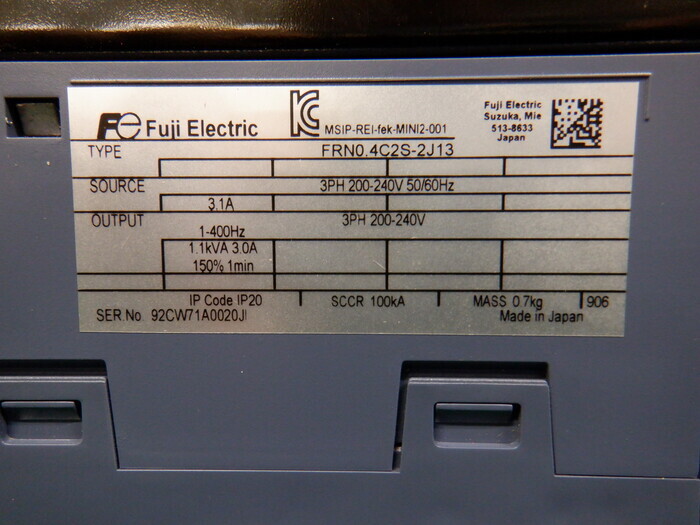 Fe Fuji Electric
KC MSIP-REI-fek-MINI2-001
Fuji Electric
Suzuka, Mie
513-8633
Japan
TYPE FRN0.4C2S-2J13
SOURCE 3PH 200-240V 50/60Hz
3.1A
OUTPUT 3PH 200-240V
1-400Hz
1.1kVA 3.0A
150% 1min
IP Code IP20 SCCR 100kA MASS 0.7kg 906
SER No. 92CW71A0020JI Made in Japan